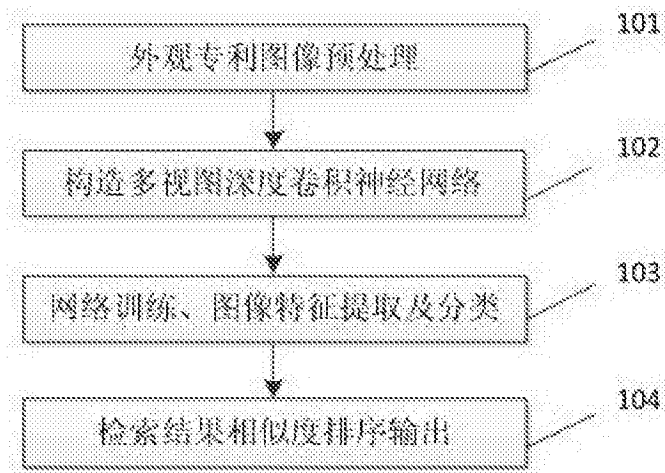 101
外观专利图像预处理
102
构造多视图深度卷积神经网络
103
网络训练、图像特征提取及分类
104
检索结果相似度排序输出